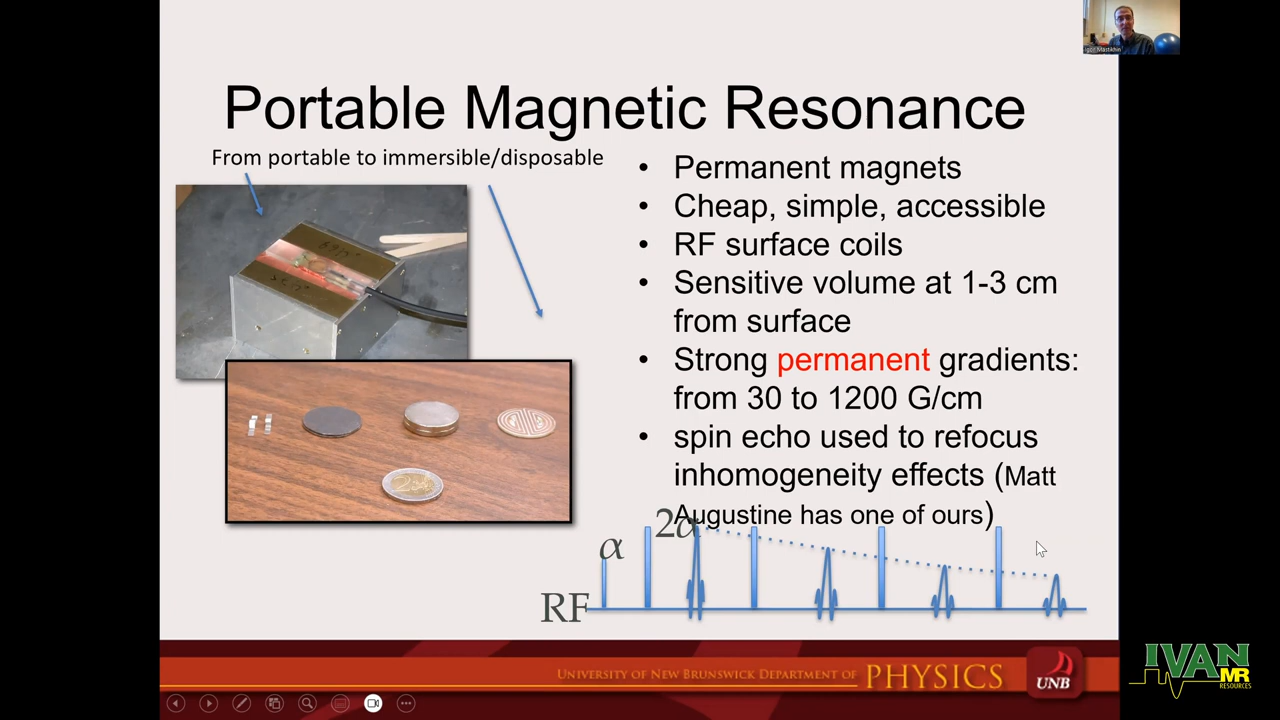 Igor Mastikhin
Portable Magnetic Resonance
From portable to immersible/disposable
• Permanent magnets
• Cheap, simple, accessible
• RF surface coils
• Sensitive volume at 1-3 cm
from surface
• Strong permanent gradients:
from 30 to 1200 G/cm
• spin echo used to refocus
inhomogeneity effects (Matt
Augustine has one of ours)
2α
α
RF
UNIVERSITY OF NEW BRUNSWICK DEPARTMENT OF PHYSICS
UNB
IVAN
MR
RESOURCES